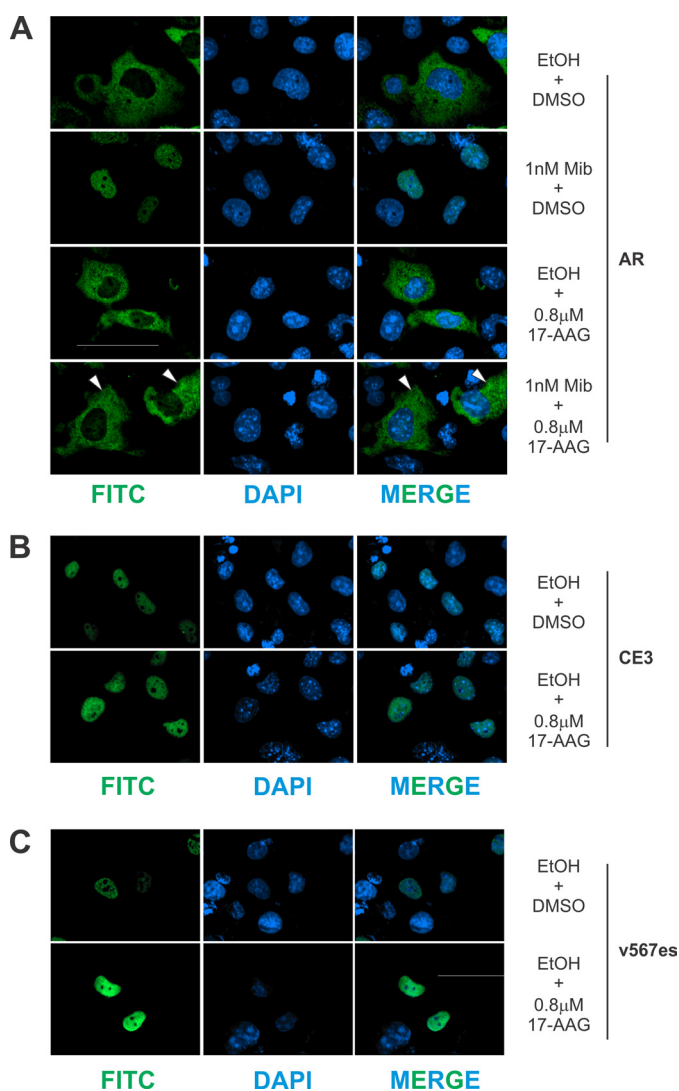 A
EtOH
+
DMSO
1nM Mib
+
DMSO
AR
EtOH
+
0.8μM
17-AAG
1nM Mib
+
0.8μM
17-AAG
FITC DAPI MERGE
B
EtOH
+
DMSO
CE3
EtOH
+
0.8μM
17-AAG
FITC DAPI MERGE
C
EtOH
+
DMSO
v567es
EtOH
+
0.8μM
17-AAG
FITC DAPI MERGE